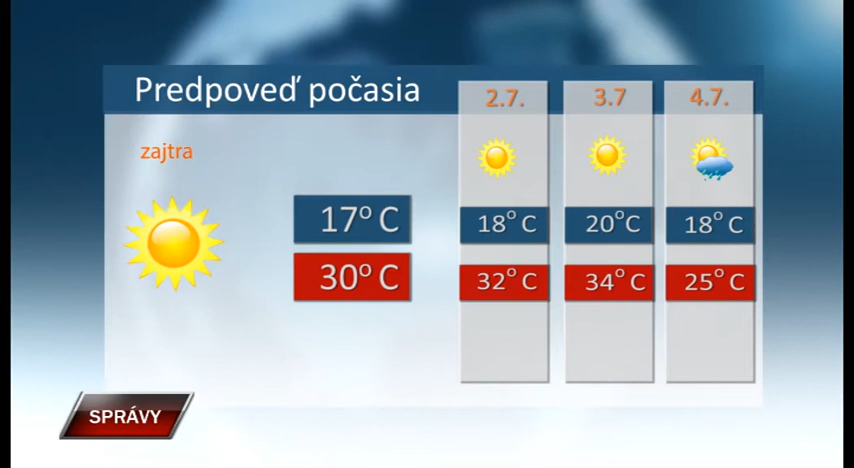 Predpoveď počasia
zajtra
17° C
30° C
2.7.
18° C
32° C
3.7
20°C
34° C
4.7.
18° C
25° C
SPRÁVY